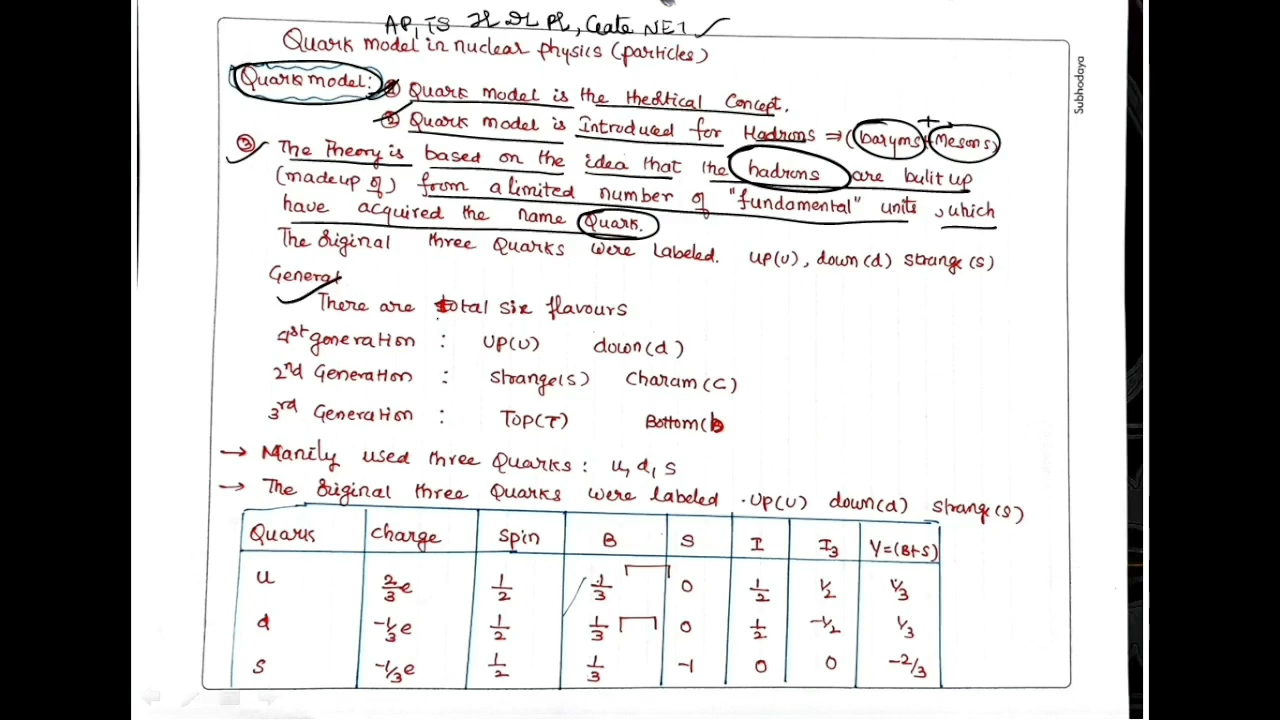 AP, TS JL DL PL, Gate NET ✓
Quark model in nuclear physics (particles)
Subhodaya
Quark model: ① Quark model is the theoritical concept.
② Quark model is Introduced for Hadrons ⇒ (baryons + Mesons)
③ The Theory is based on the idea that the hadrons are bulit up
(madeup of) from a limited number of "fundamental" units, which
have acquired the name Quark.
The original three Quarks were labeled. up(u), down(d) strange(s)
General
There are total six flavours
1st generation : UP(U) down(d)
2nd Generation : Strange(s) Charam(C)
3rd Generation : TOP(T) Bottom(b
→ Manily used three Quarks: u, d, s
→ The original three Quarks were labeled . UP(U) down(d) strange(s)
Quark Charge Spin B S I I₃ Y=(B+S)
u 2/3e 1/2 1/3 0 1/2 1/2 1/3
d -1/3e 1/2 1/3 0 1/2 -1/2 1/3
s -1/3e 1/2 1/3 -1 0 0 -2/3